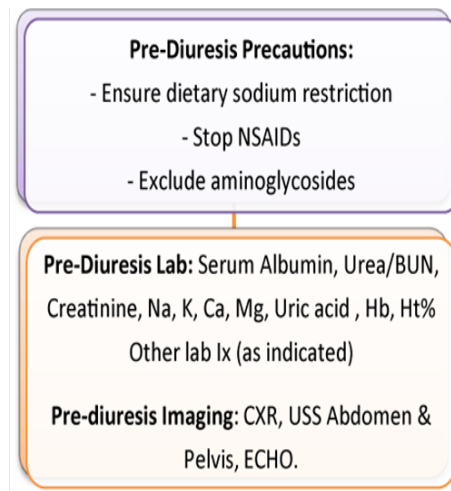 Pre-Diuresis Precautions:
- Ensure dietary sodium restriction
- Stop NSAIDs
- Exclude aminoglycosides
Pre-Diuresis Lab: Serum Albumin, Urea/BUN,
Creatinine, Na, K, Ca, Mg, Uric acid , Hb, Ht%
Other lab Ix (as indicated)
Pre-diuresis Imaging: CXR, USS Abdomen &
Pelvis, ECHO.